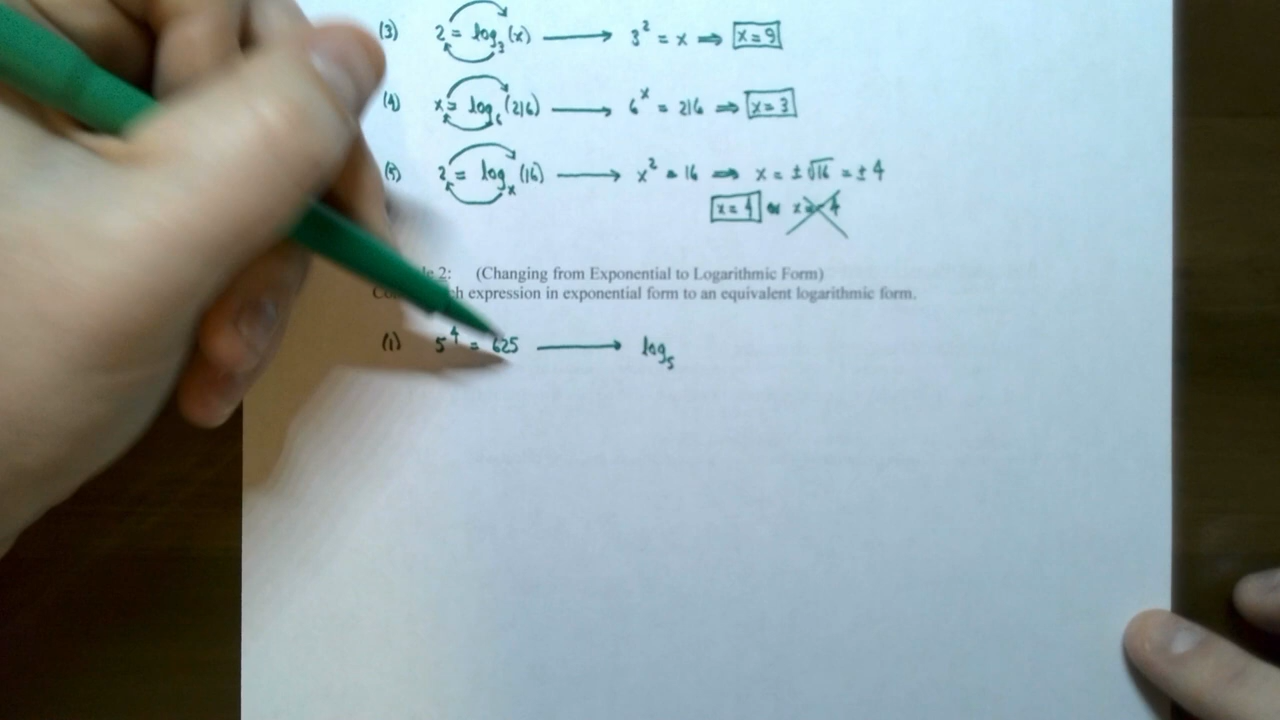 (3) 2 = log₃(x) ⟶ 3² = x ⟹ x=9
(4) x = log₆(216) ⟶ 6ˣ = 216 ⟹ x=3
(5) 2 = logₓ(16) ⟶ x² = 16 ⟹ x = ±√16 = ±4
x=4 or x=-4
2: (Changing from Exponential to Logarithmic Form)
expression in exponential form to an equivalent logarithmic form.
(1) 5⁴ = 625 ⟶ log₅